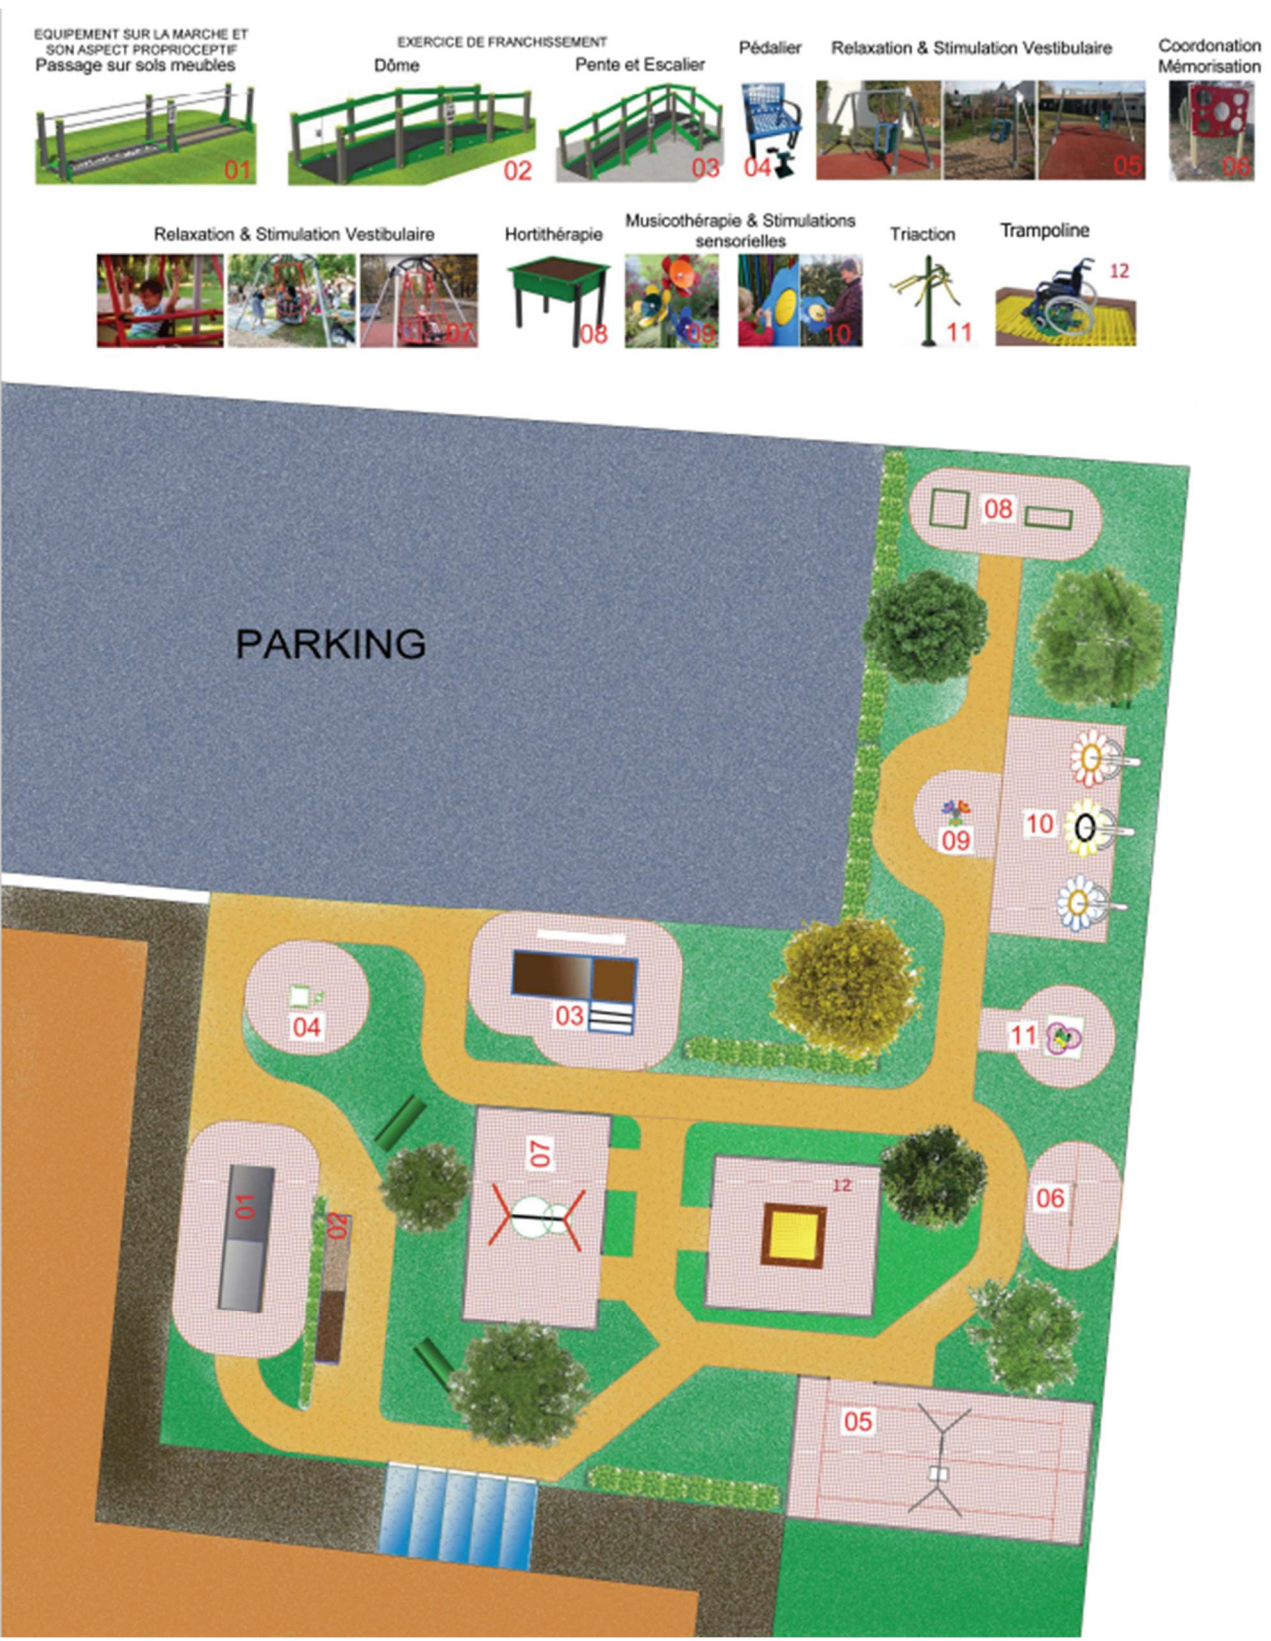 EQUIPEMENT SUR LA MARCHE ET
SON ASPECT PROPRIOCEPTIF
Passage sur sols meubles
01
EXERCICE DE FRANCHISSEMENT
Dôme
02
Pente et Escalier
03
Pédalier
04
Relaxation & Stimulation Vestibulaire
05
Coordonation
Mémorisation
06
Relaxation & Stimulation Vestibulaire
07
Hortithérapie
08
Musicothérapie & Stimulations
sensorielles
09
10
Triaction
11
Trampoline
12
PARKING
08
10
09
03
04
11
07
12
06
01
02
05